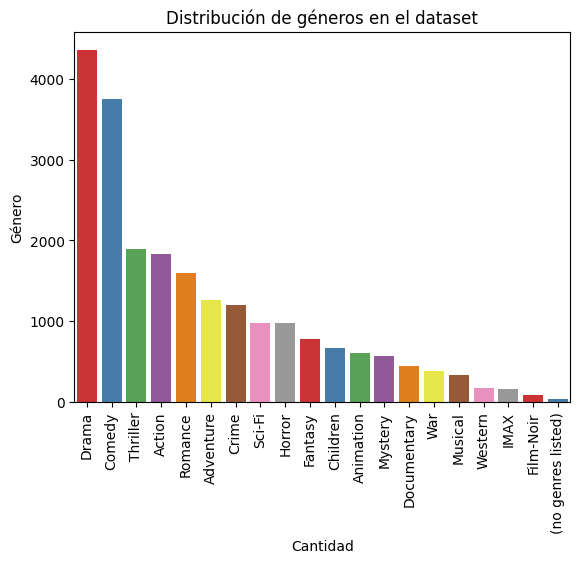 Distribución de géneros en el dataset
Género
4000
3000
2000
1000
0
Drama
Comedy
Thriller
Action
Romance
Adventure
Crime
Sci-Fi
Horror
Fantasy
Children
Animation
Mystery
Documentary
War
Musical
Western
IMAX
Film-Noir
(no genres listed)
Cantidad